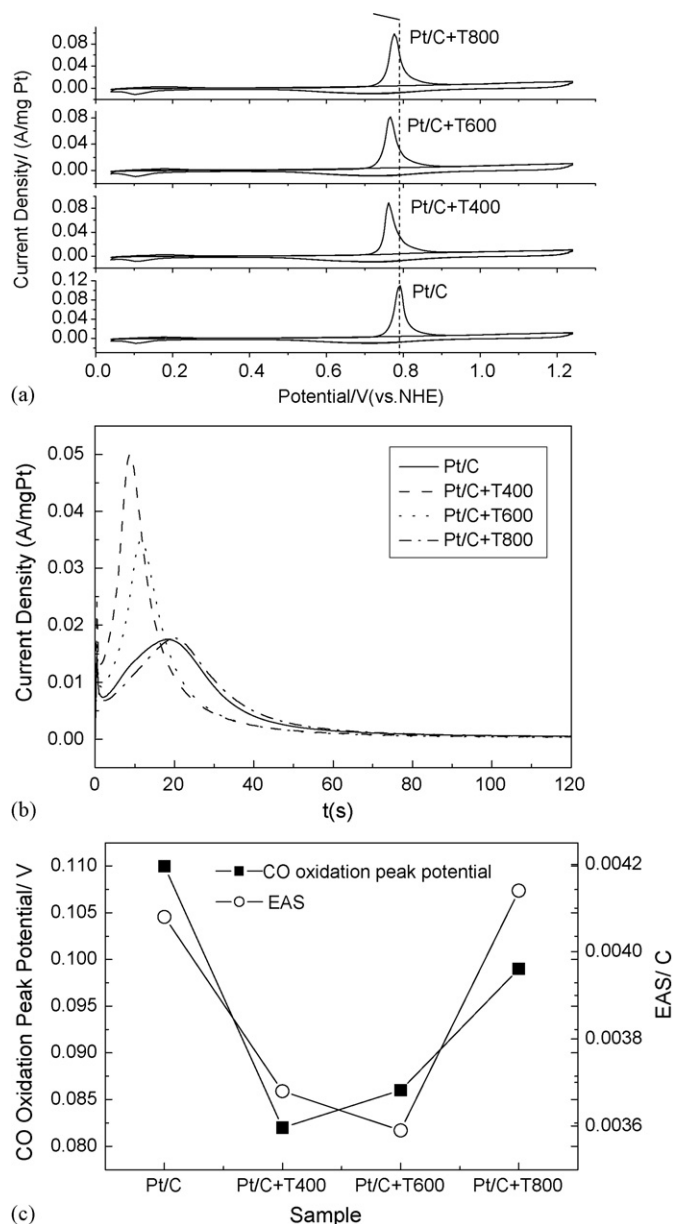 0.08
0.04
0.00
Pt/C+T800
0.08
0.04
0.00
Pt/C+T600
0.08
0.04
0.00
Pt/C+T400
0.12
0.08
0.04
0.00
Pt/C
Current Density/ (A/mg Pt)
0.0 0.2 0.4 0.6 0.8 1.0 1.2
Potential/V(vs.NHE)
(a)
0.05
0.04
0.03
0.02
0.01
0.00
Current Density (A/mgPt)
Pt/C
Pt/C+T400
Pt/C+T600
Pt/C+T800
0 20 40 60 80 100 120
t(s)
(b)
0.110
0.105
0.100
0.095
0.090
0.085
0.080
CO Oxidation Peak Potential/ V
CO oxidation peak potential
EAS
0.0042
0.0040
0.0038
0.0036
EAS/ C
Pt/C Pt/C+T400 Pt/C+T600 Pt/C+T800
Sample
(c)